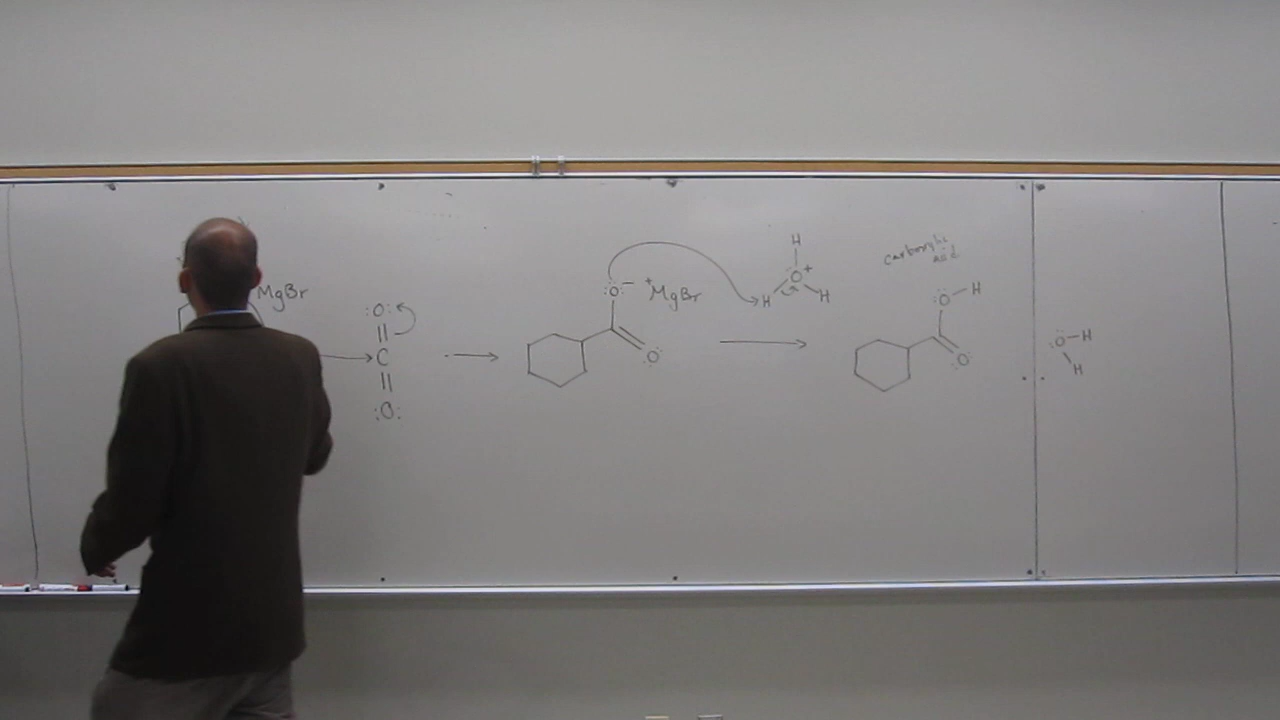 MgBr
:O:
C
:O:
:O: −
+MgBr
O
H
O+
H
H
carboxylic
acid
:O–H
O
:O–H
H